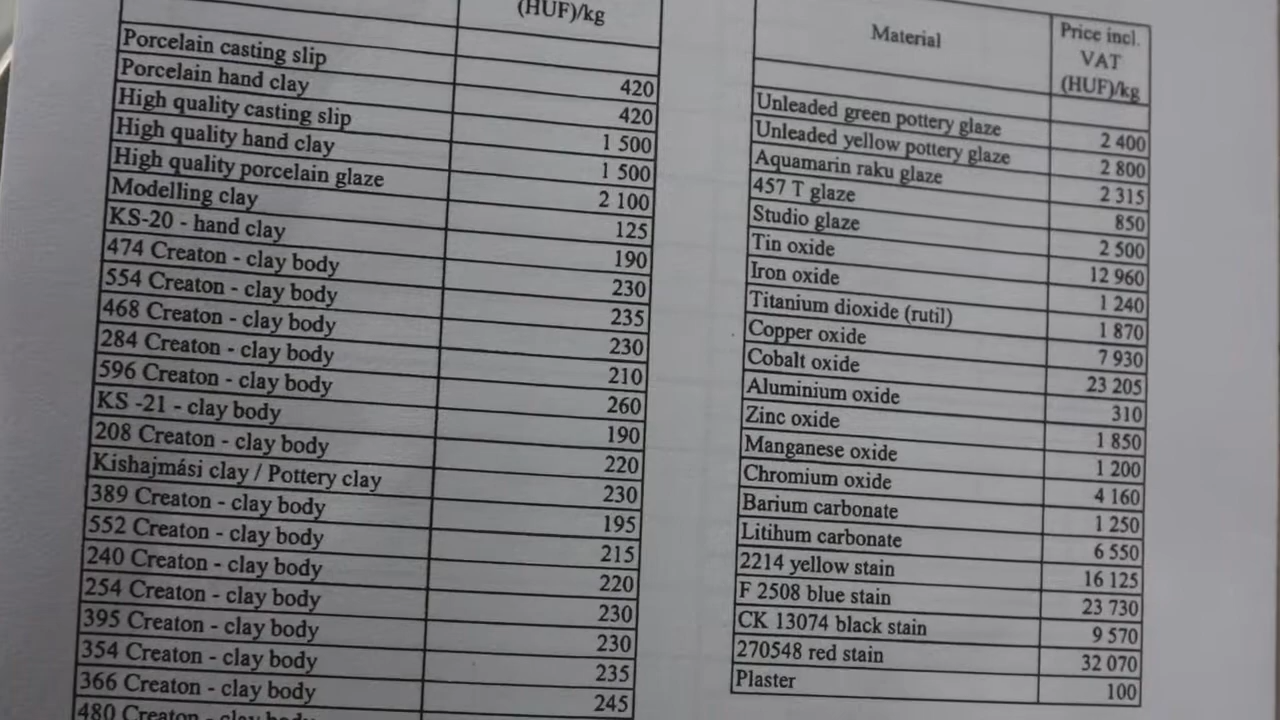 (HUF)/kg
Porcelain casting slip 420
Porcelain hand clay 420
High quality casting slip 1 500
High quality hand clay 1 500
High quality porcelain glaze 2 100
Modelling clay 125
KS-20 - hand clay 190
474 Creaton - clay body 230
554 Creaton - clay body 235
468 Creaton - clay body 230
284 Creaton - clay body 210
596 Creaton - clay body 260
KS -21 - clay body 190
208 Creaton - clay body 220
Kishajmási clay / Pottery clay 230
389 Creaton - clay body 195
552 Creaton - clay body 215
240 Creaton - clay body 220
254 Creaton - clay body 230
395 Creaton - clay body 230
354 Creaton - clay body 235
366 Creaton - clay body 245
480 Creaton - clay body
Material Price incl.
VAT
(HUF)/kg
Unleaded green pottery glaze 2 400
Unleaded yellow pottery glaze 2 800
Aquamarin raku glaze 2 315
457 T glaze 850
Studio glaze 2 500
Tin oxide 12 960
Iron oxide 1 240
Titanium dioxide (rutil) 1 870
Copper oxide 7 930
Cobalt oxide 23 205
Aluminium oxide 310
Zinc oxide 1 850
Manganese oxide 1 200
Chromium oxide 4 160
Barium carbonate 1 250
Litihum carbonate 6 550
2214 yellow stain 16 125
F 2508 blue stain 23 730
CK 13074 black stain 9 570
270548 red stain 32 070
Plaster 100